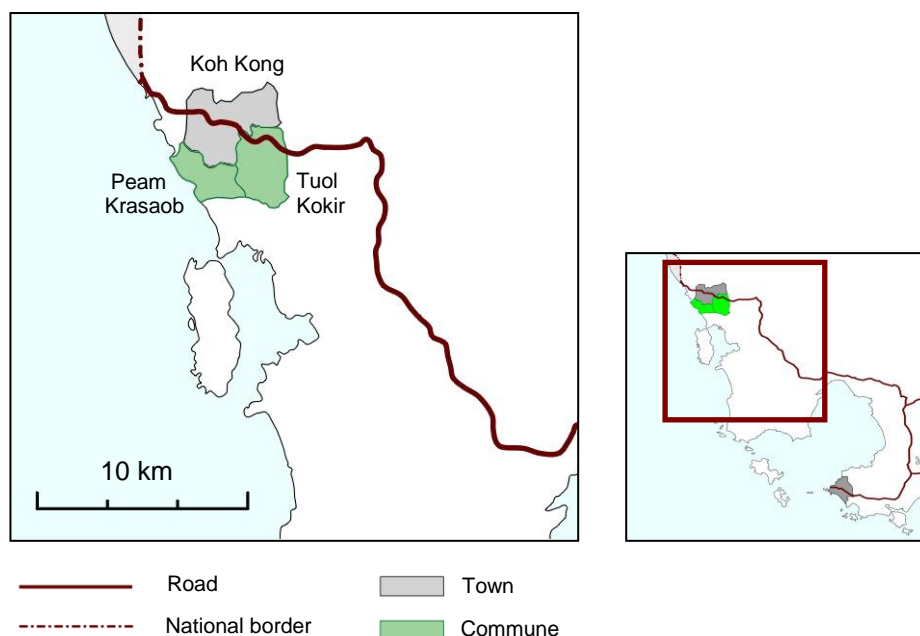 Koh Kong
Peam
Krasaob
Tuol
Kokir
10 km
Road
Town
National border
Commune